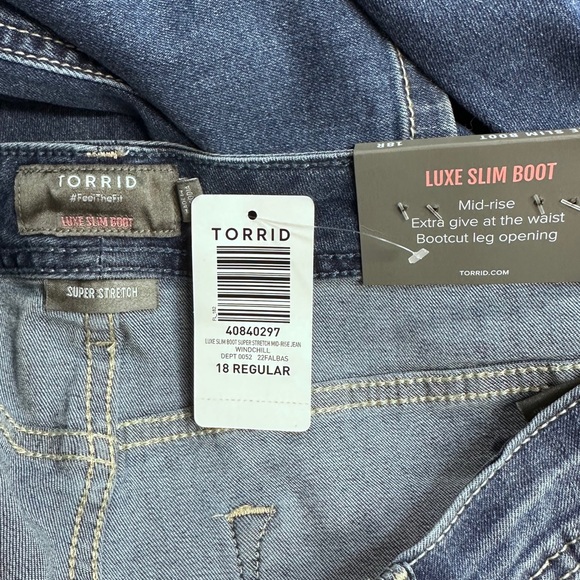 TORRID
#FeelTheFit
LUXE SLIM BOOT
SUPER STRETCH
TORRID
40840297
LUXE SLIM BOOT SUPER STRETCH MID-RISE JEAN
WINDCHILL
DEPT 0052 22FALBAS
18 REGULAR
SLIM BOOT
18R
LUXE SLIM BOOT
Mid-rise
Extra give at the waist
Bootcut leg opening
TORRID.COM